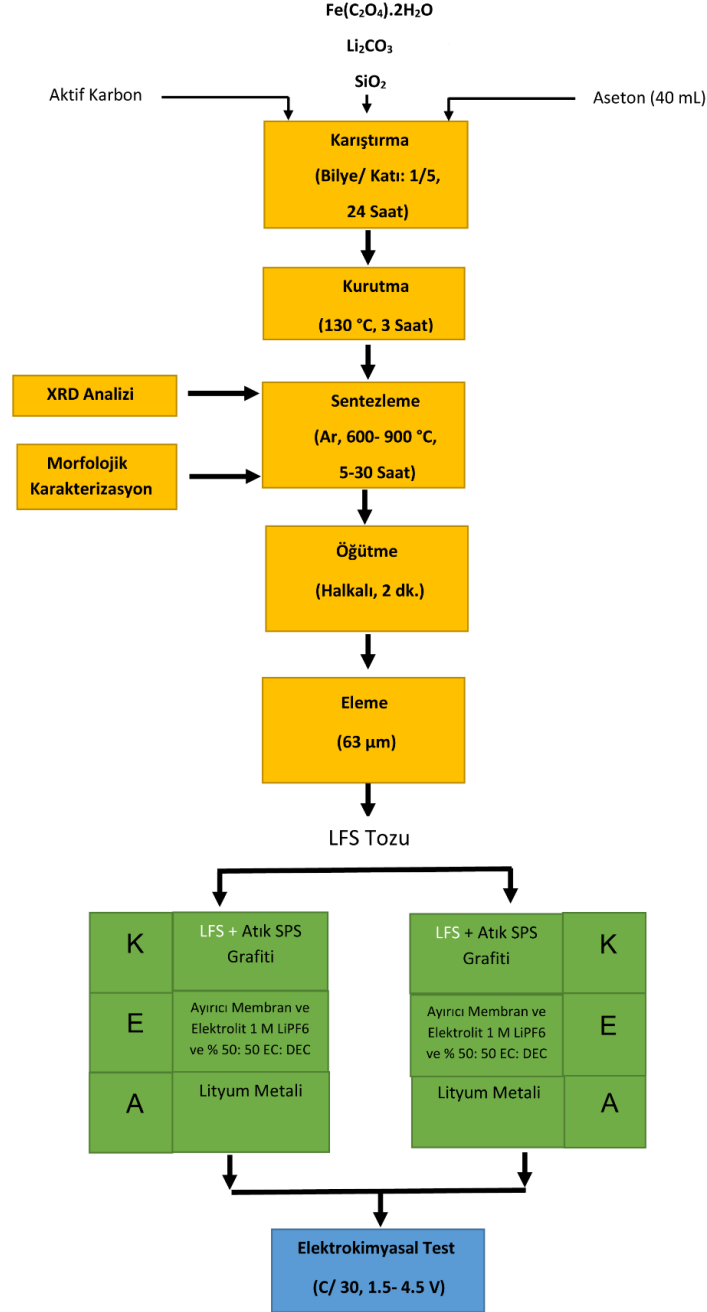 Fe(C₂O₄).2H₂O
Li₂CO₃
SiO₂
Aktif Karbon
Aseton (40 mL)
Karıştırma
(Bilye/ Katı: 1/5,
24 Saat)
Kurutma
(130 °C, 3 Saat)
XRD Analizi
Sentezleme
(Ar, 600- 900 °C,
5-30 Saat)
Morfolojik
Karakterizasyon
Öğütme
(Halkalı, 2 dk.)
Eleme
(63 µm)
LFS Tozu
K
LFS + Atık SPS
Grafiti
E
Ayırıcı Membran ve
Elektrolit 1 M LiPF6
ve % 50: 50 EC: DEC
A
Lityum Metali
LFS + Atık SPS
Grafiti
K
Ayırıcı Membran ve
Elektrolit 1 M LiPF6
ve % 50: 50 EC: DEC
E
Lityum Metali
A
Elektrokimyasal Test
(C/ 30, 1.5- 4.5 V)